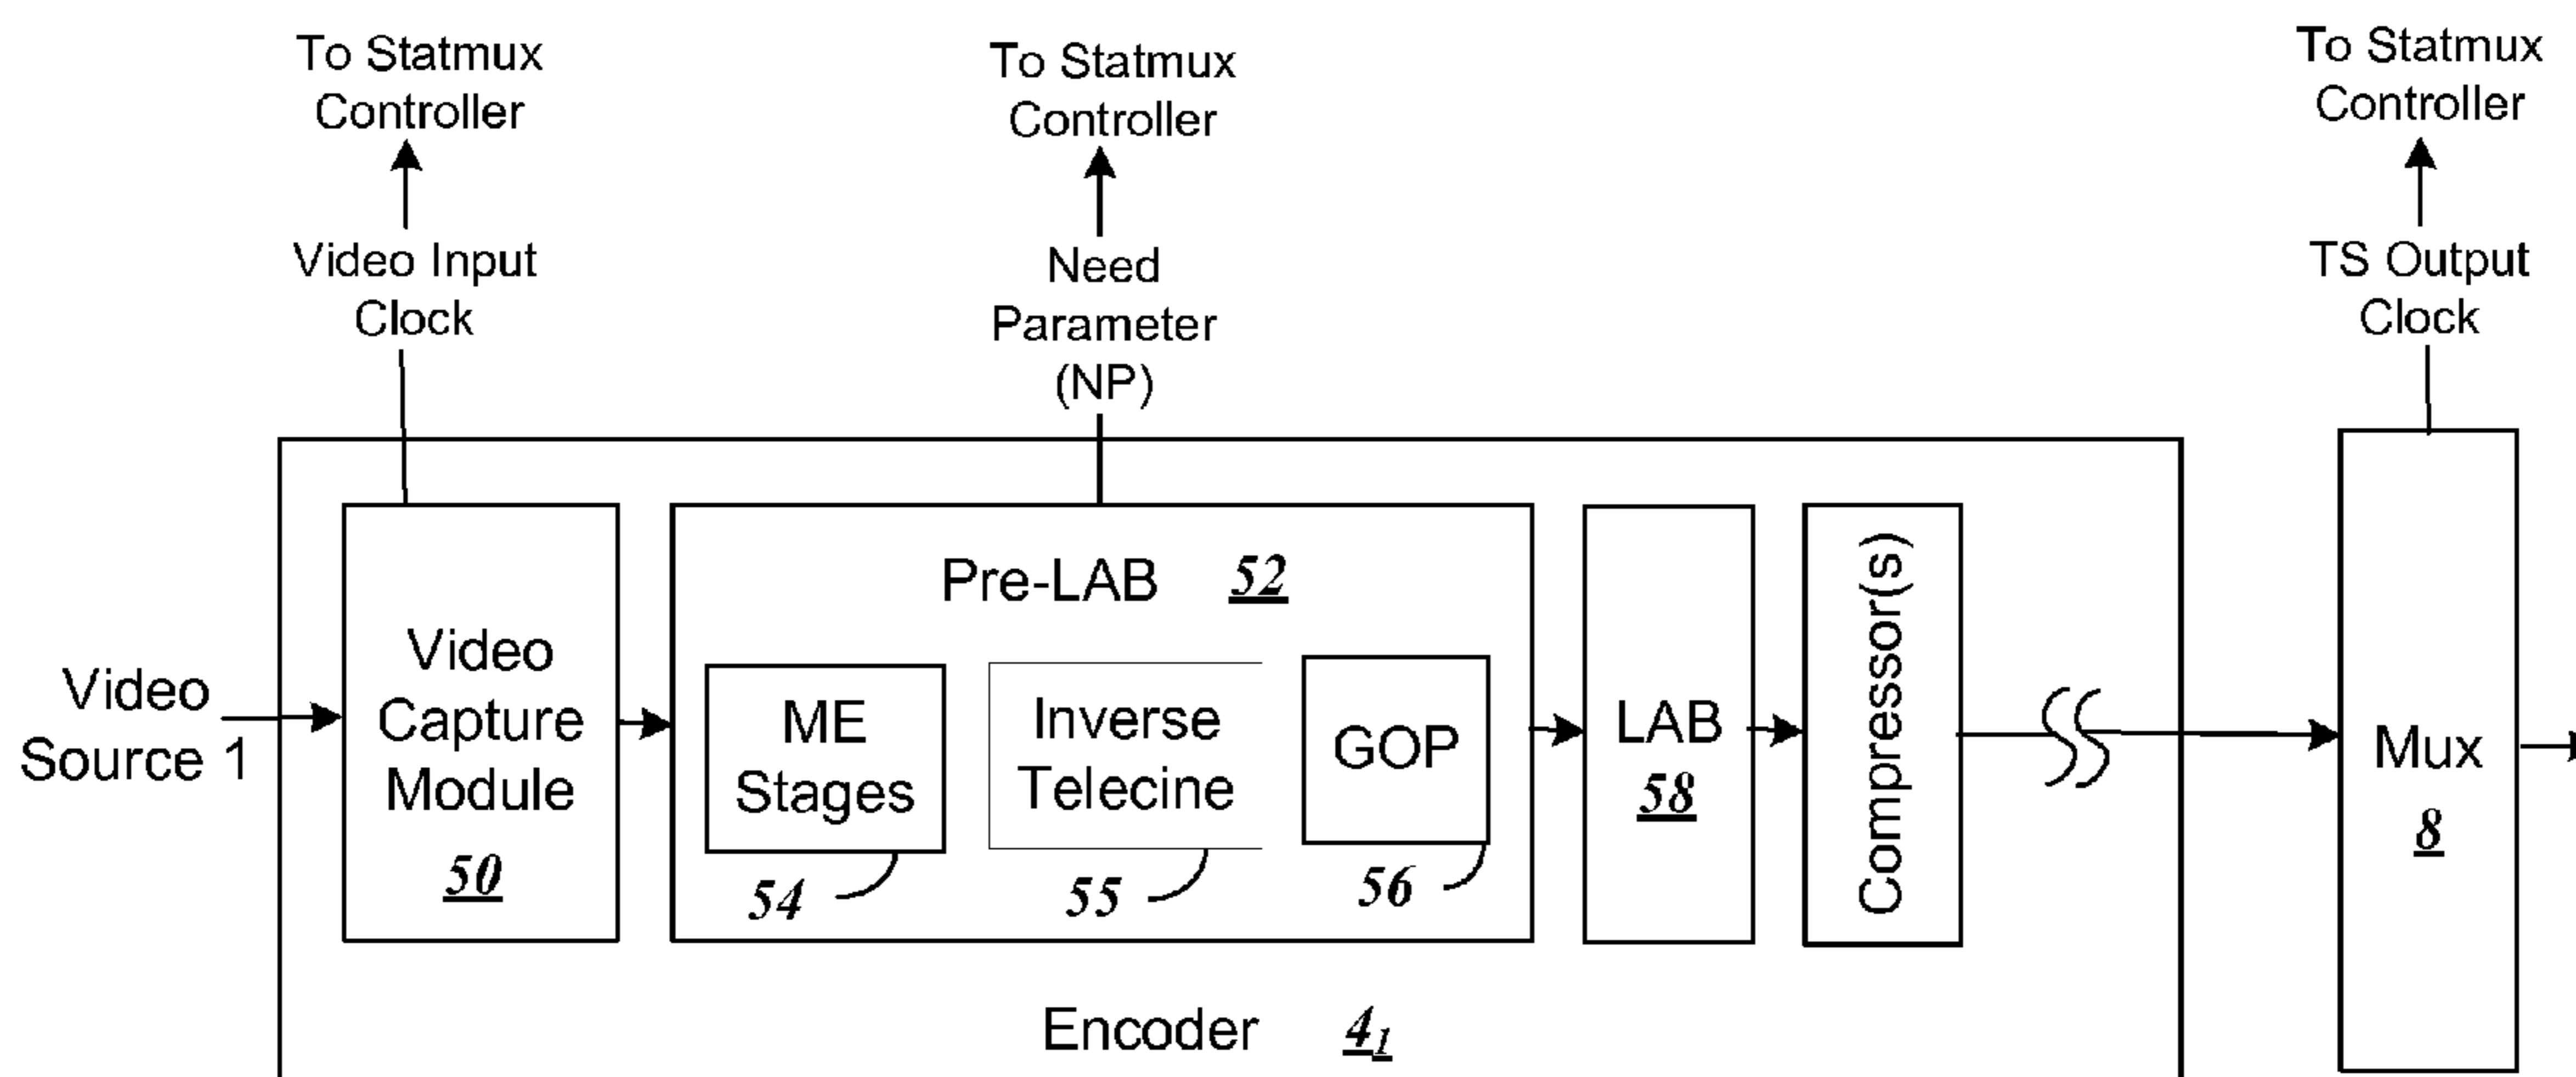 To Statmux
Controller
Video Input
Clock
To Statmux
Controller
Need
Parameter
(NP)
To Statmux
Controller
TS Output
Clock
Video
Source 1
Video
Capture
Module
50
Pre-LAB 52
ME
Stages
54
Inverse
Telecine
55
GOP
56
LAB
58
Compressor(s)
Mux
8
Encoder 41